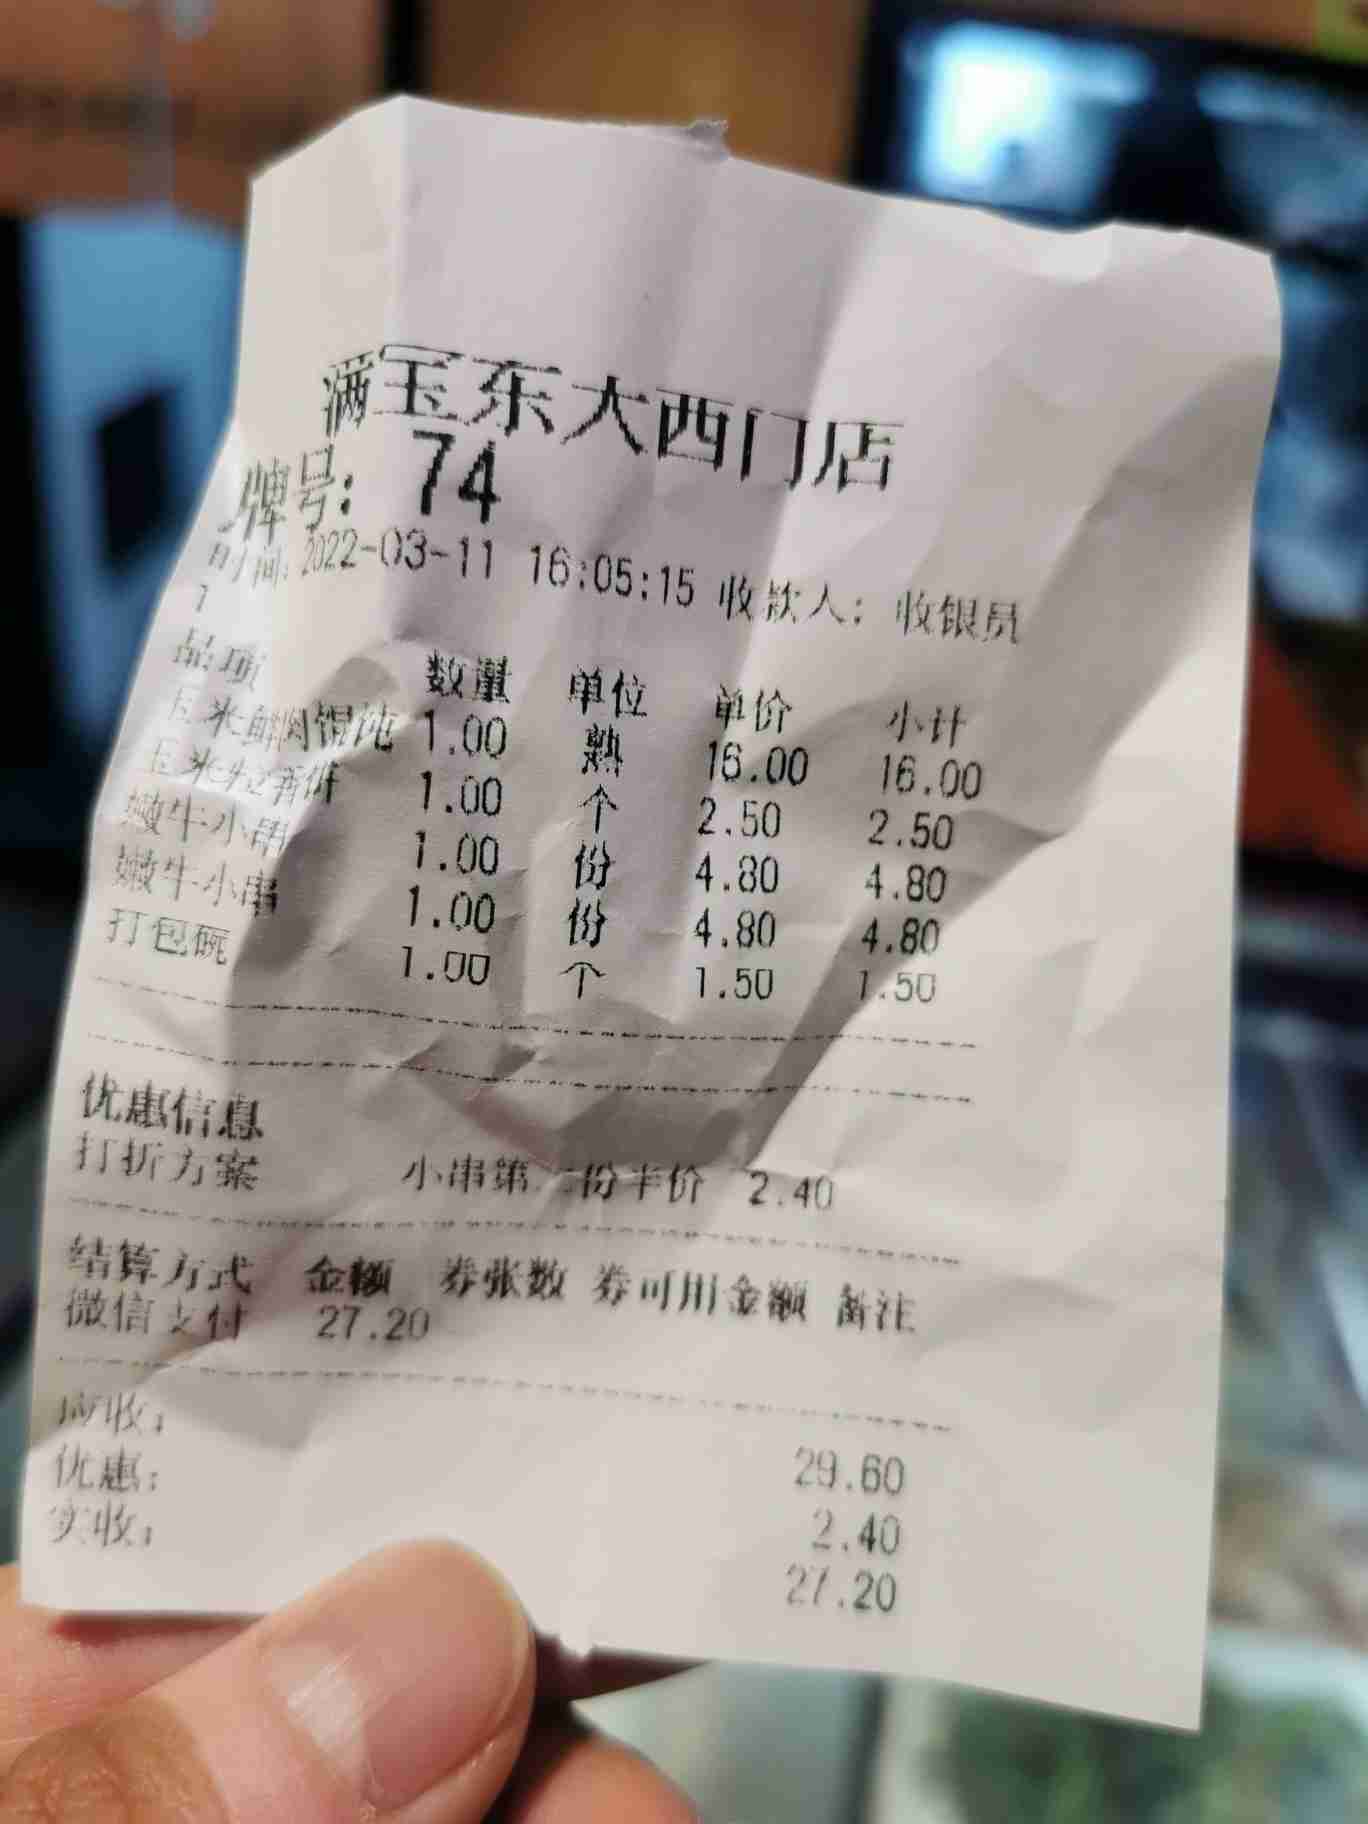 满宝东大西门店
牌号: 74
时间: 2022-03-11 16:05:15 收款人: 收银员
1
品项 数量 单位 单价 小计
玉米鲜肉馄饨 1.00 熟 16.00 16.00
玉米 1.00 个 2.50 2.50
嫩牛小串 1.00 份 4.80 4.80
嫩牛小串 1.00 份 4.80 4.80
打包碗 1.00 个 1.50 1.50
优惠信息
打折方案 小串第二份半价 2.40
结算方式 金额 券张数 券可用金额 备注
微信支付 27.20
应收: 29.60
优惠: 2.40
实收: 27.20